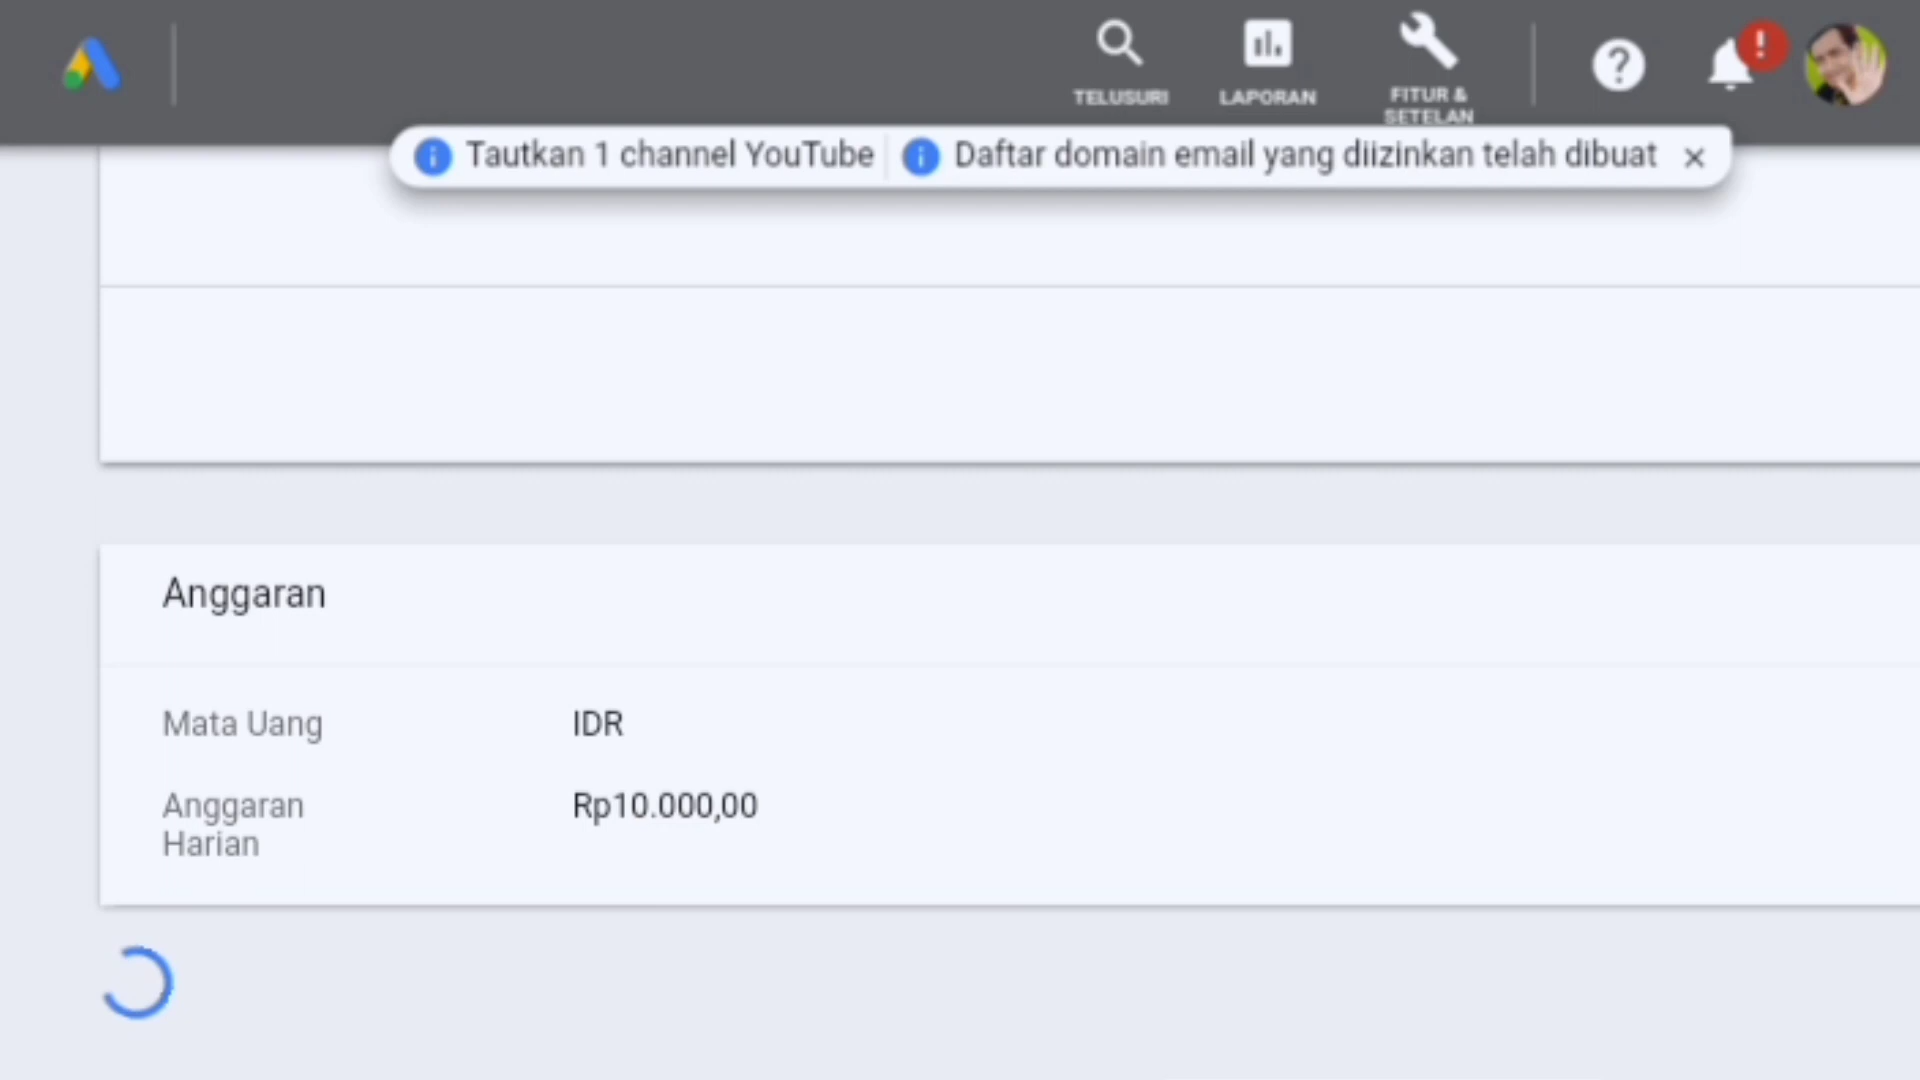 TELUSURI
LAPORAN
FITUR &
SETELAN
Tautkan 1 channel YouTube
Daftar domain email yang diizinkan telah dibuat
Anggaran
Mata Uang
IDR
Anggaran
Harian
Rp10.000,00